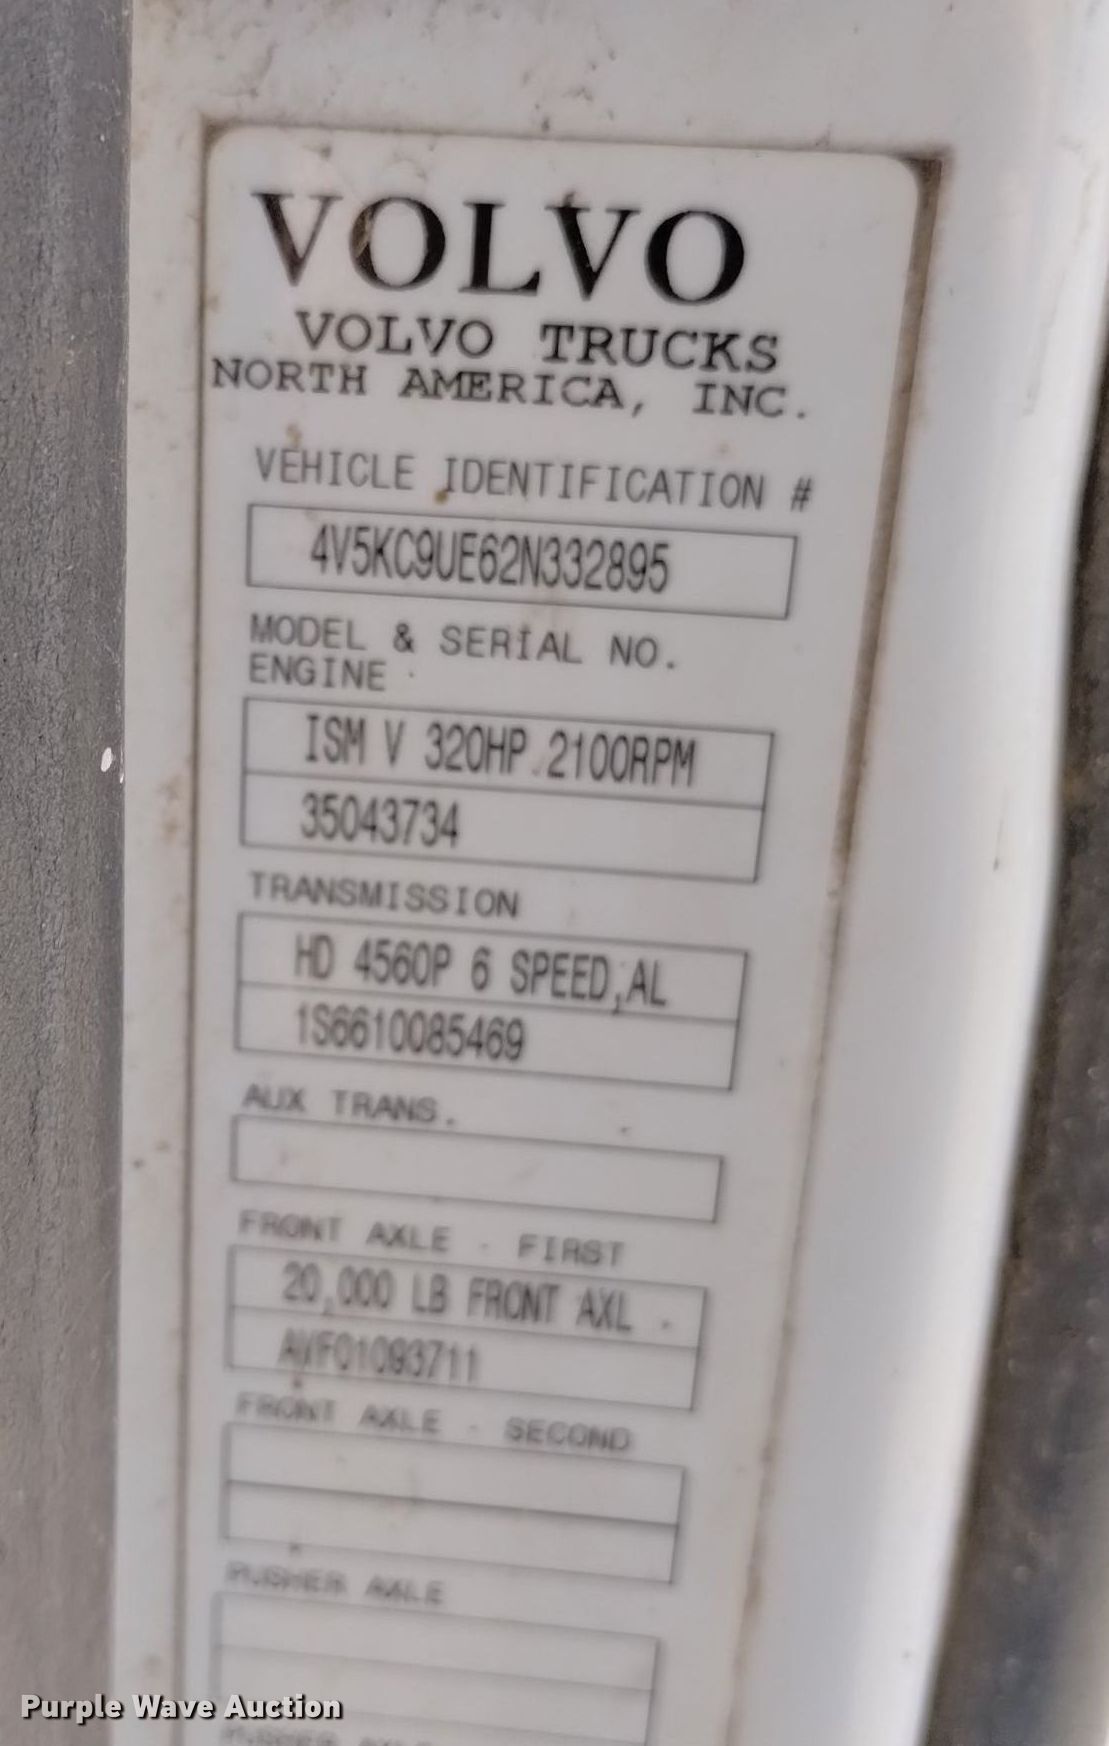 VOLVO
VOLVO TRUCKS
NORTH AMERICA, INC.
VEHICLE IDENTIFICATION #
4V5KC9UE62N332895
MODEL & SERIAL NO.
ENGINE
ISM V 320HP 2100RPM
35043734
TRANSMISSION
HD 4560P 6 SPEED,AL
1S6610085469
AUX TRANS.
FRONT AXLE - FIRST
20,000 LB FRONT AXL -
AVF01093711
FRONT AXLE - SECOND
PUSHER AXLE
Purple Wave Auction
PUSHER AXLE